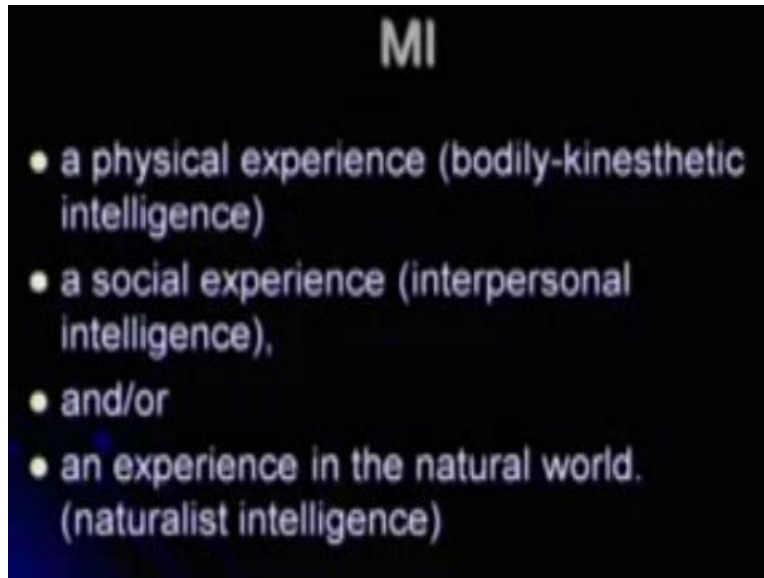 MI
• a physical experience (bodily-kinesthetic
intelligence)
• a social experience (interpersonal
intelligence),
• and/or
• an experience in the natural world.
(naturalist intelligence)